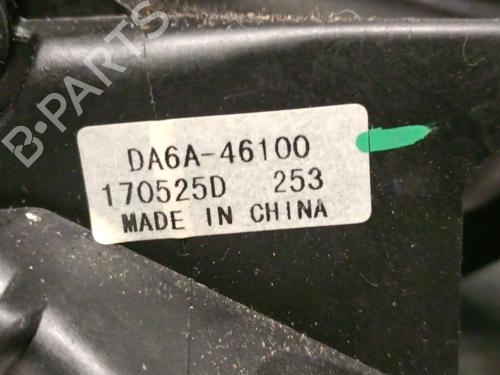 B-PARTS
DA6A-46100
170525D 253
MADE IN CHINA